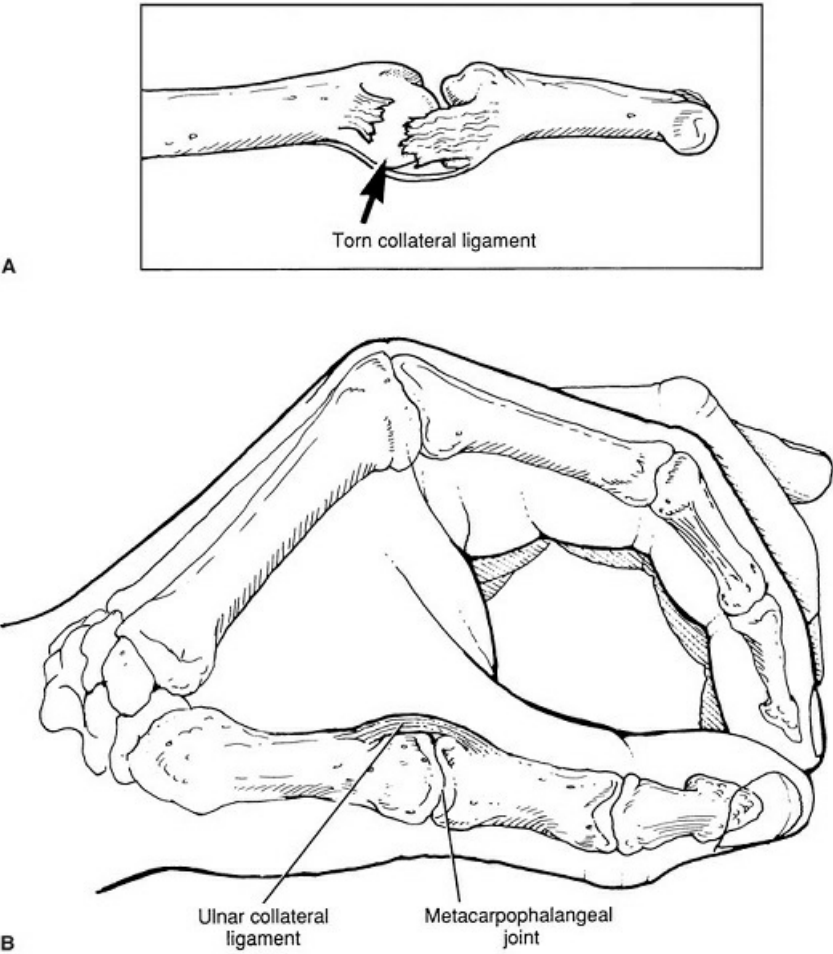 Torn collateral ligament
A
Ulnar collateral
ligament
Metacarpophalangeal
joint
B